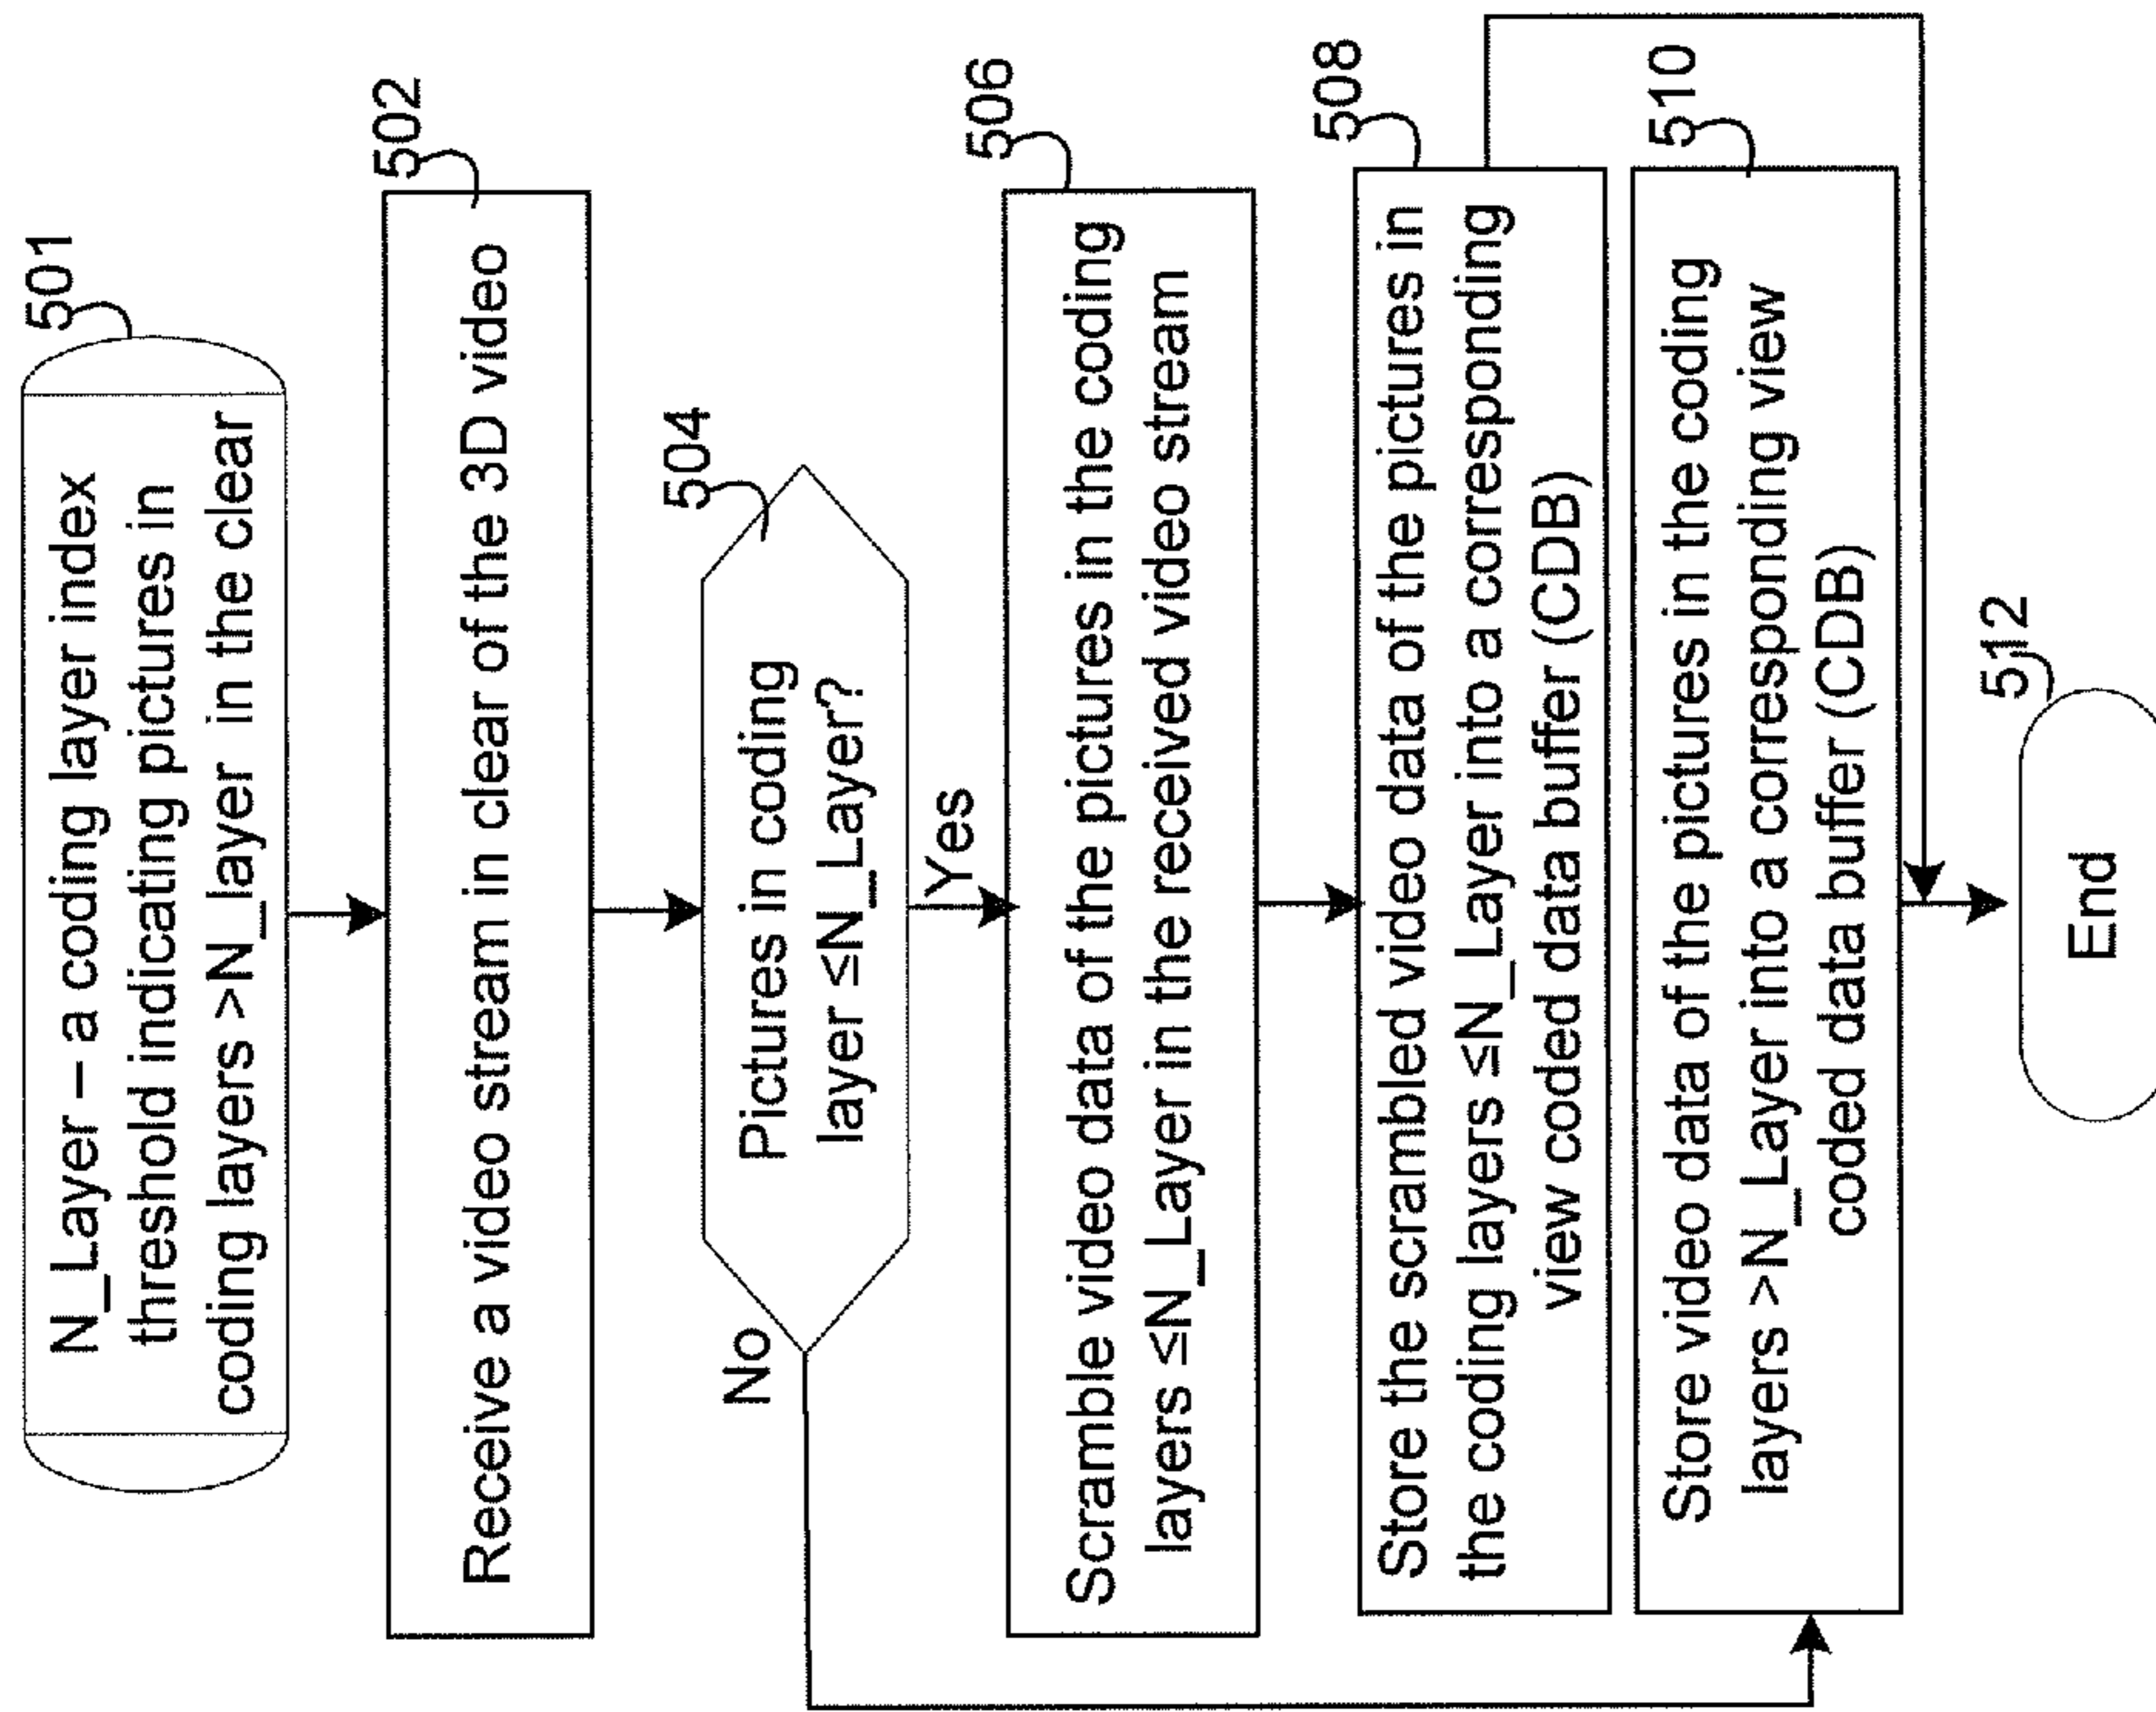 501
N_Layer – a coding layer index
threshold indicating pictures in
coding layers >N_layer in the clear
502
Receive a video stream in clear of the 3D video
504
Pictures in coding
layer ≤N_Layer?
No
Yes
506
Scramble video data of the pictures in the coding
layers ≤N_Layer in the received video stream
508
Store the scrambled video data of the pictures in
the coding layers ≤N_Layer into a corresponding
view coded data buffer (CDB)
510
Store video data of the pictures in the coding
layers >N_Layer into a corresponding view
coded data buffer (CDB)
512
End